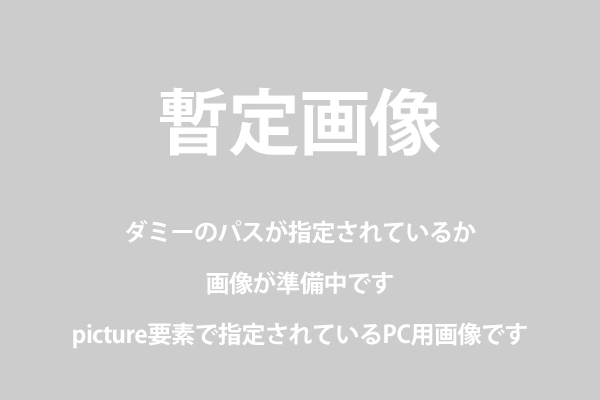 暫定画像
ダミーのパスが指定されているか
画像が準備中です
picture要素で指定されているPC用画像です